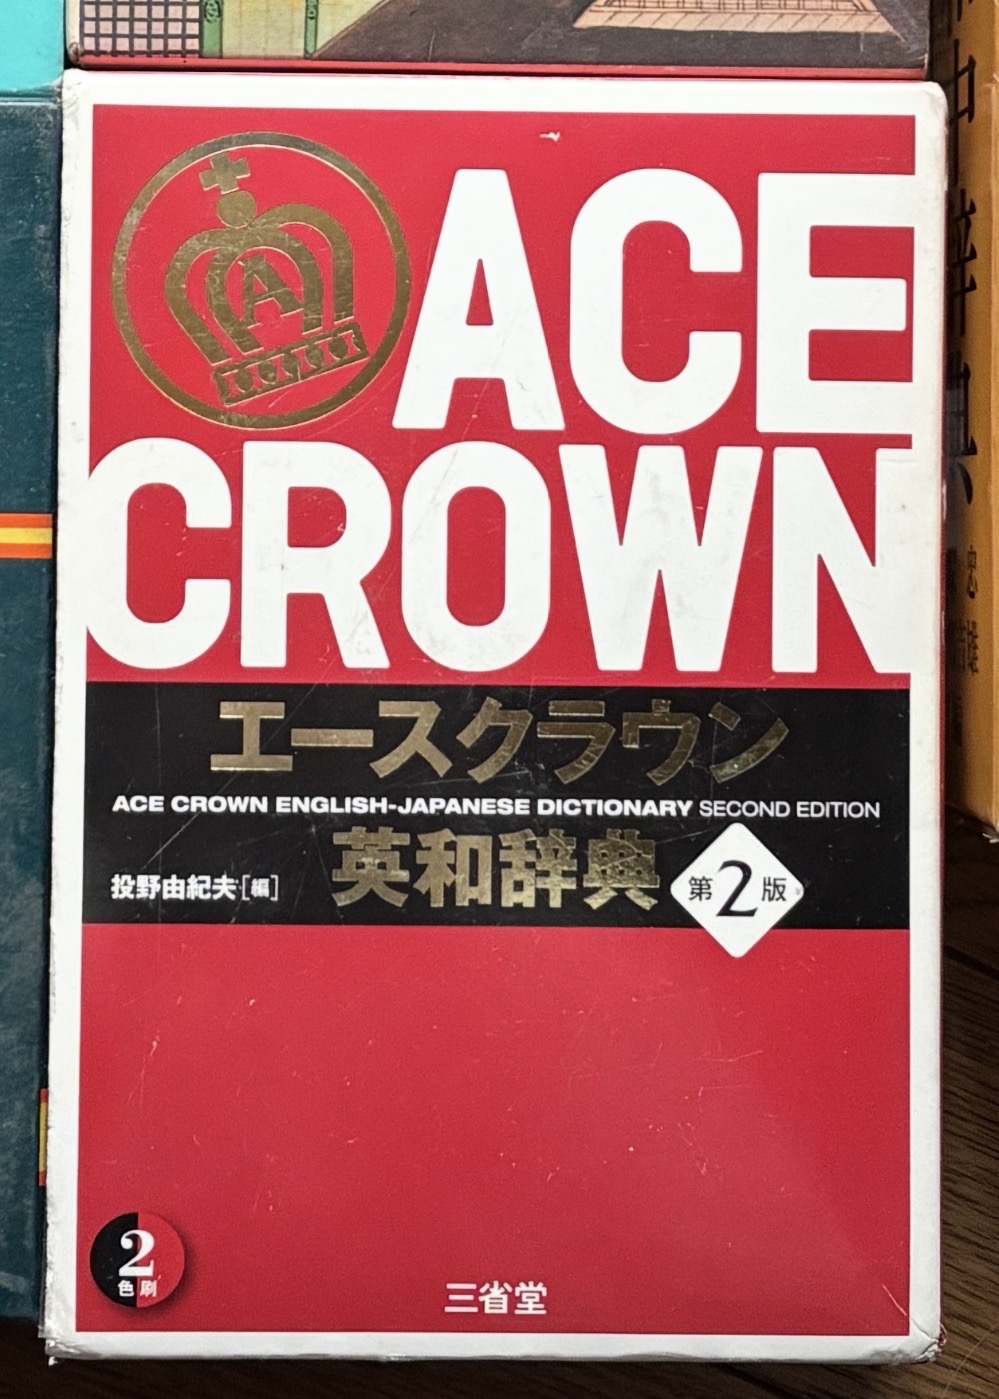 A
ACE
CROWN
エースクラウン
ACE CROWN ENGLISH-JAPANESE DICTIONARY SECOND EDITION
英和辞典
投野由紀夫[編]
第2版
2
色刷
三省堂